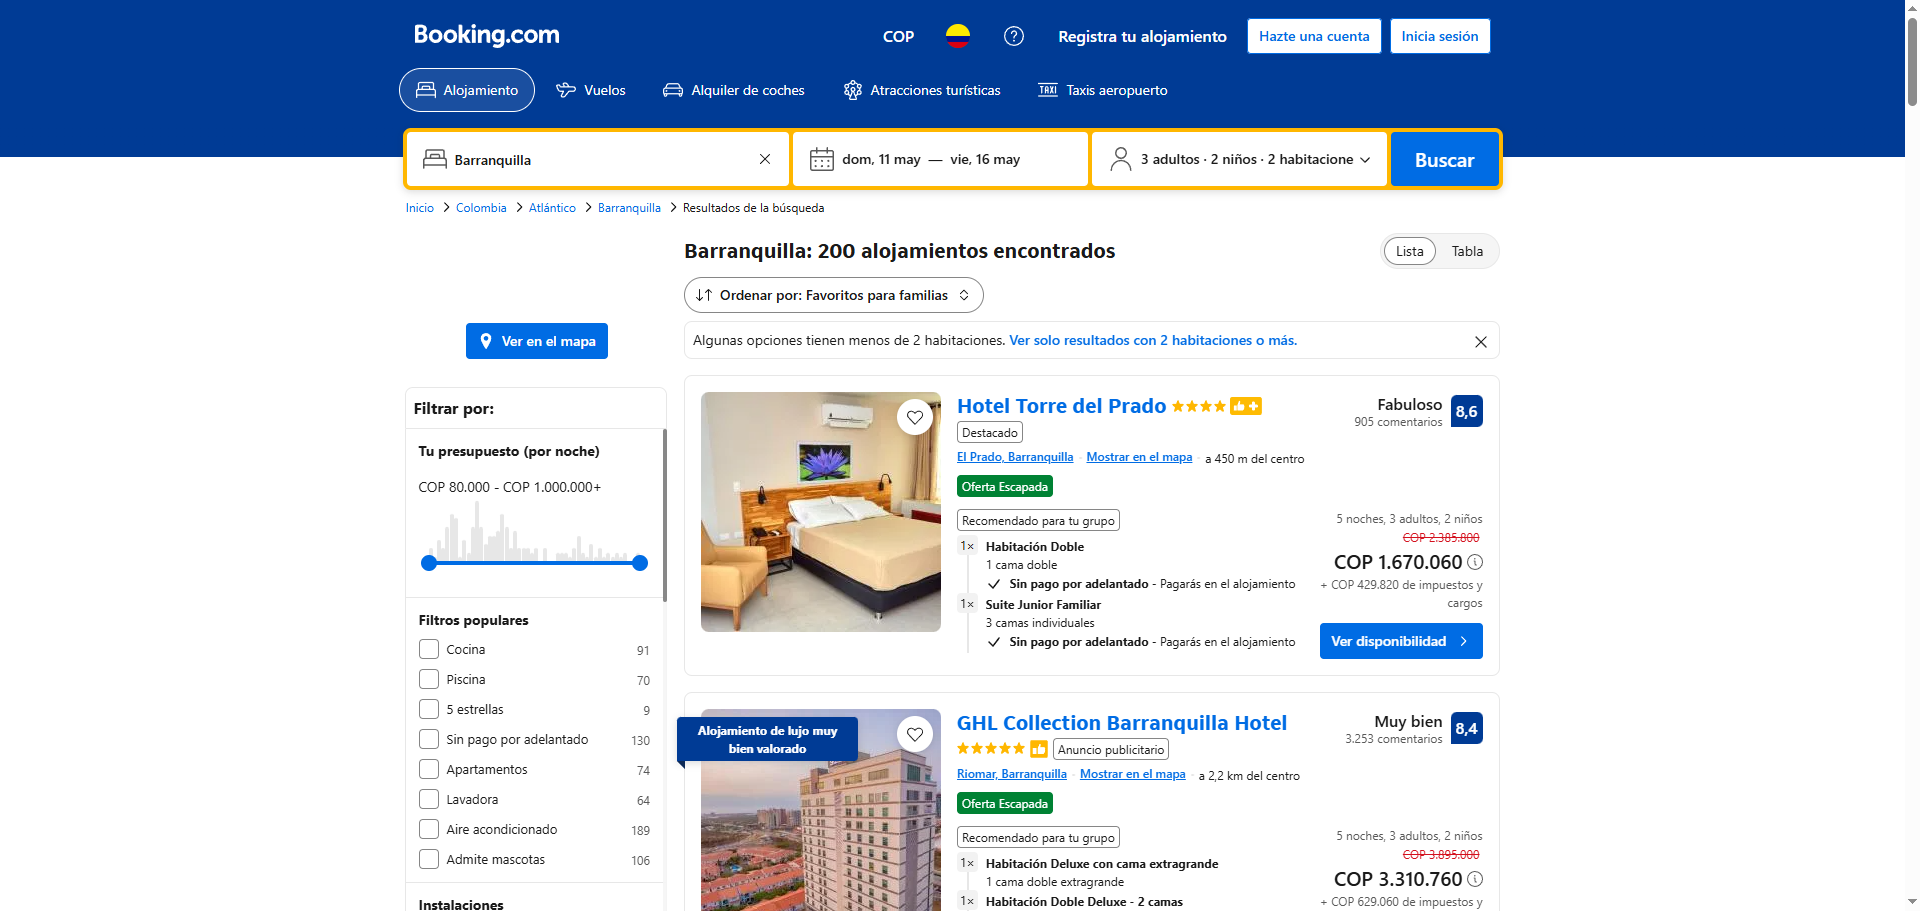 Booking.com
COP
Registra tu alojamiento
Hazte una cuenta
Inicia sesión
Alojamiento
Vuelos
Alquiler de coches
Atracciones turísticas
TAXI Taxis aeropuerto
Barranquilla
dom, 11 may — vie, 16 may
3 adultos · 2 niños · 2 habitacione
Buscar
Inicio > Colombia > Atlántico > Barranquilla > Resultados de la búsqueda
Barranquilla: 200 alojamientos encontrados
Lista
Tabla
Ordenar por: Favoritos para familias
Ver en el mapa
Algunas opciones tienen menos de 2 habitaciones. Ver solo resultados con 2 habitaciones o más.
Filtrar por:
Tu presupuesto (por noche)
COP 80.000 - COP 1.000.000+
Filtros populares
Cocina 91
Piscina 70
5 estrellas 9
Sin pago por adelantado 130
Apartamentos 74
Lavadora 64
Aire acondicionado 189
Admite mascotas 106
Instalaciones
Hotel Torre del Prado
Fabuloso
905 comentarios
8,6
Destacado
El Prado, Barranquilla · Mostrar en el mapa · a 450 m del centro
Oferta Escapada
Recomendado para tu grupo
1× Habitación Doble
1 cama doble
Sin pago por adelantado - Pagarás en el alojamiento
1× Suite Junior Familiar
3 camas individuales
Sin pago por adelantado - Pagarás en el alojamiento
5 noches, 3 adultos, 2 niños
COP 2.385.800
COP 1.670.060
+ COP 429.820 de impuestos y
cargos
Ver disponibilidad
Alojamiento de lujo muy
bien valorado
GHL Collection Barranquilla Hotel
Muy bien
3.253 comentarios
8,4
Anuncio publicitario
Riomar, Barranquilla · Mostrar en el mapa · a 2,2 km del centro
Oferta Escapada
Recomendado para tu grupo
1× Habitación Deluxe con cama extragrande
1 cama doble extragrande
1× Habitación Doble Deluxe - 2 camas
5 noches, 3 adultos, 2 niños
COP 3.895.000
COP 3.310.760
+ COP 629.060 de impuestos y